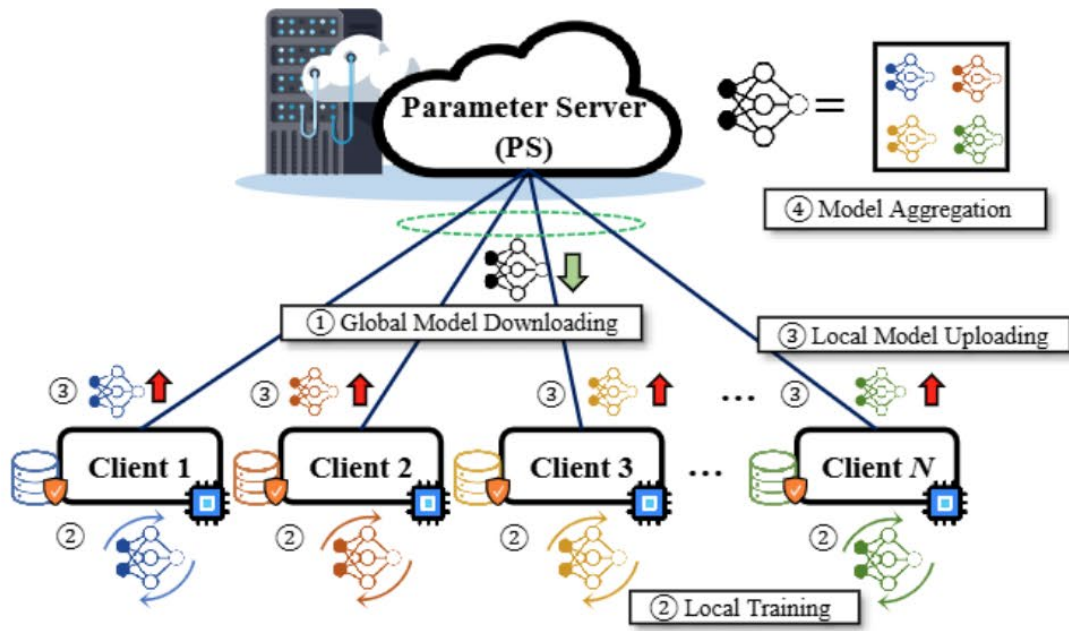 Parameter Server
(PS)
=
④ Model Aggregation
① Global Model Downloading
③ Local Model Uploading
③
③
③
... ③
Client 1
Client 2
Client 3
...
Client N
②
②
②
②
② Local Training